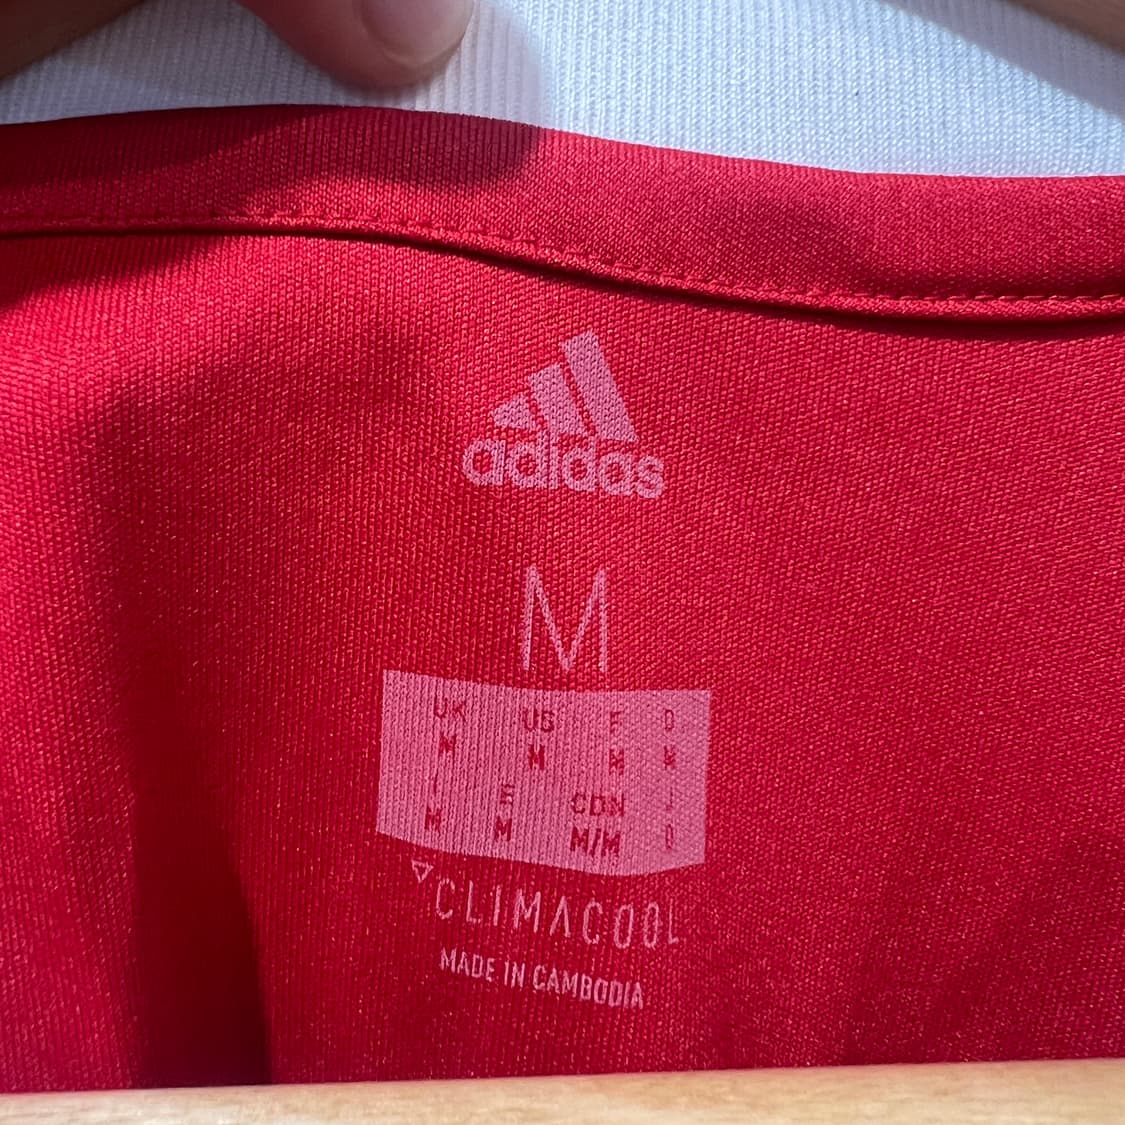 adidas
M
UK US F D
M M M M
I E CDN J
M M M/M O
CLIMACOOL
MADE IN CAMBODIA